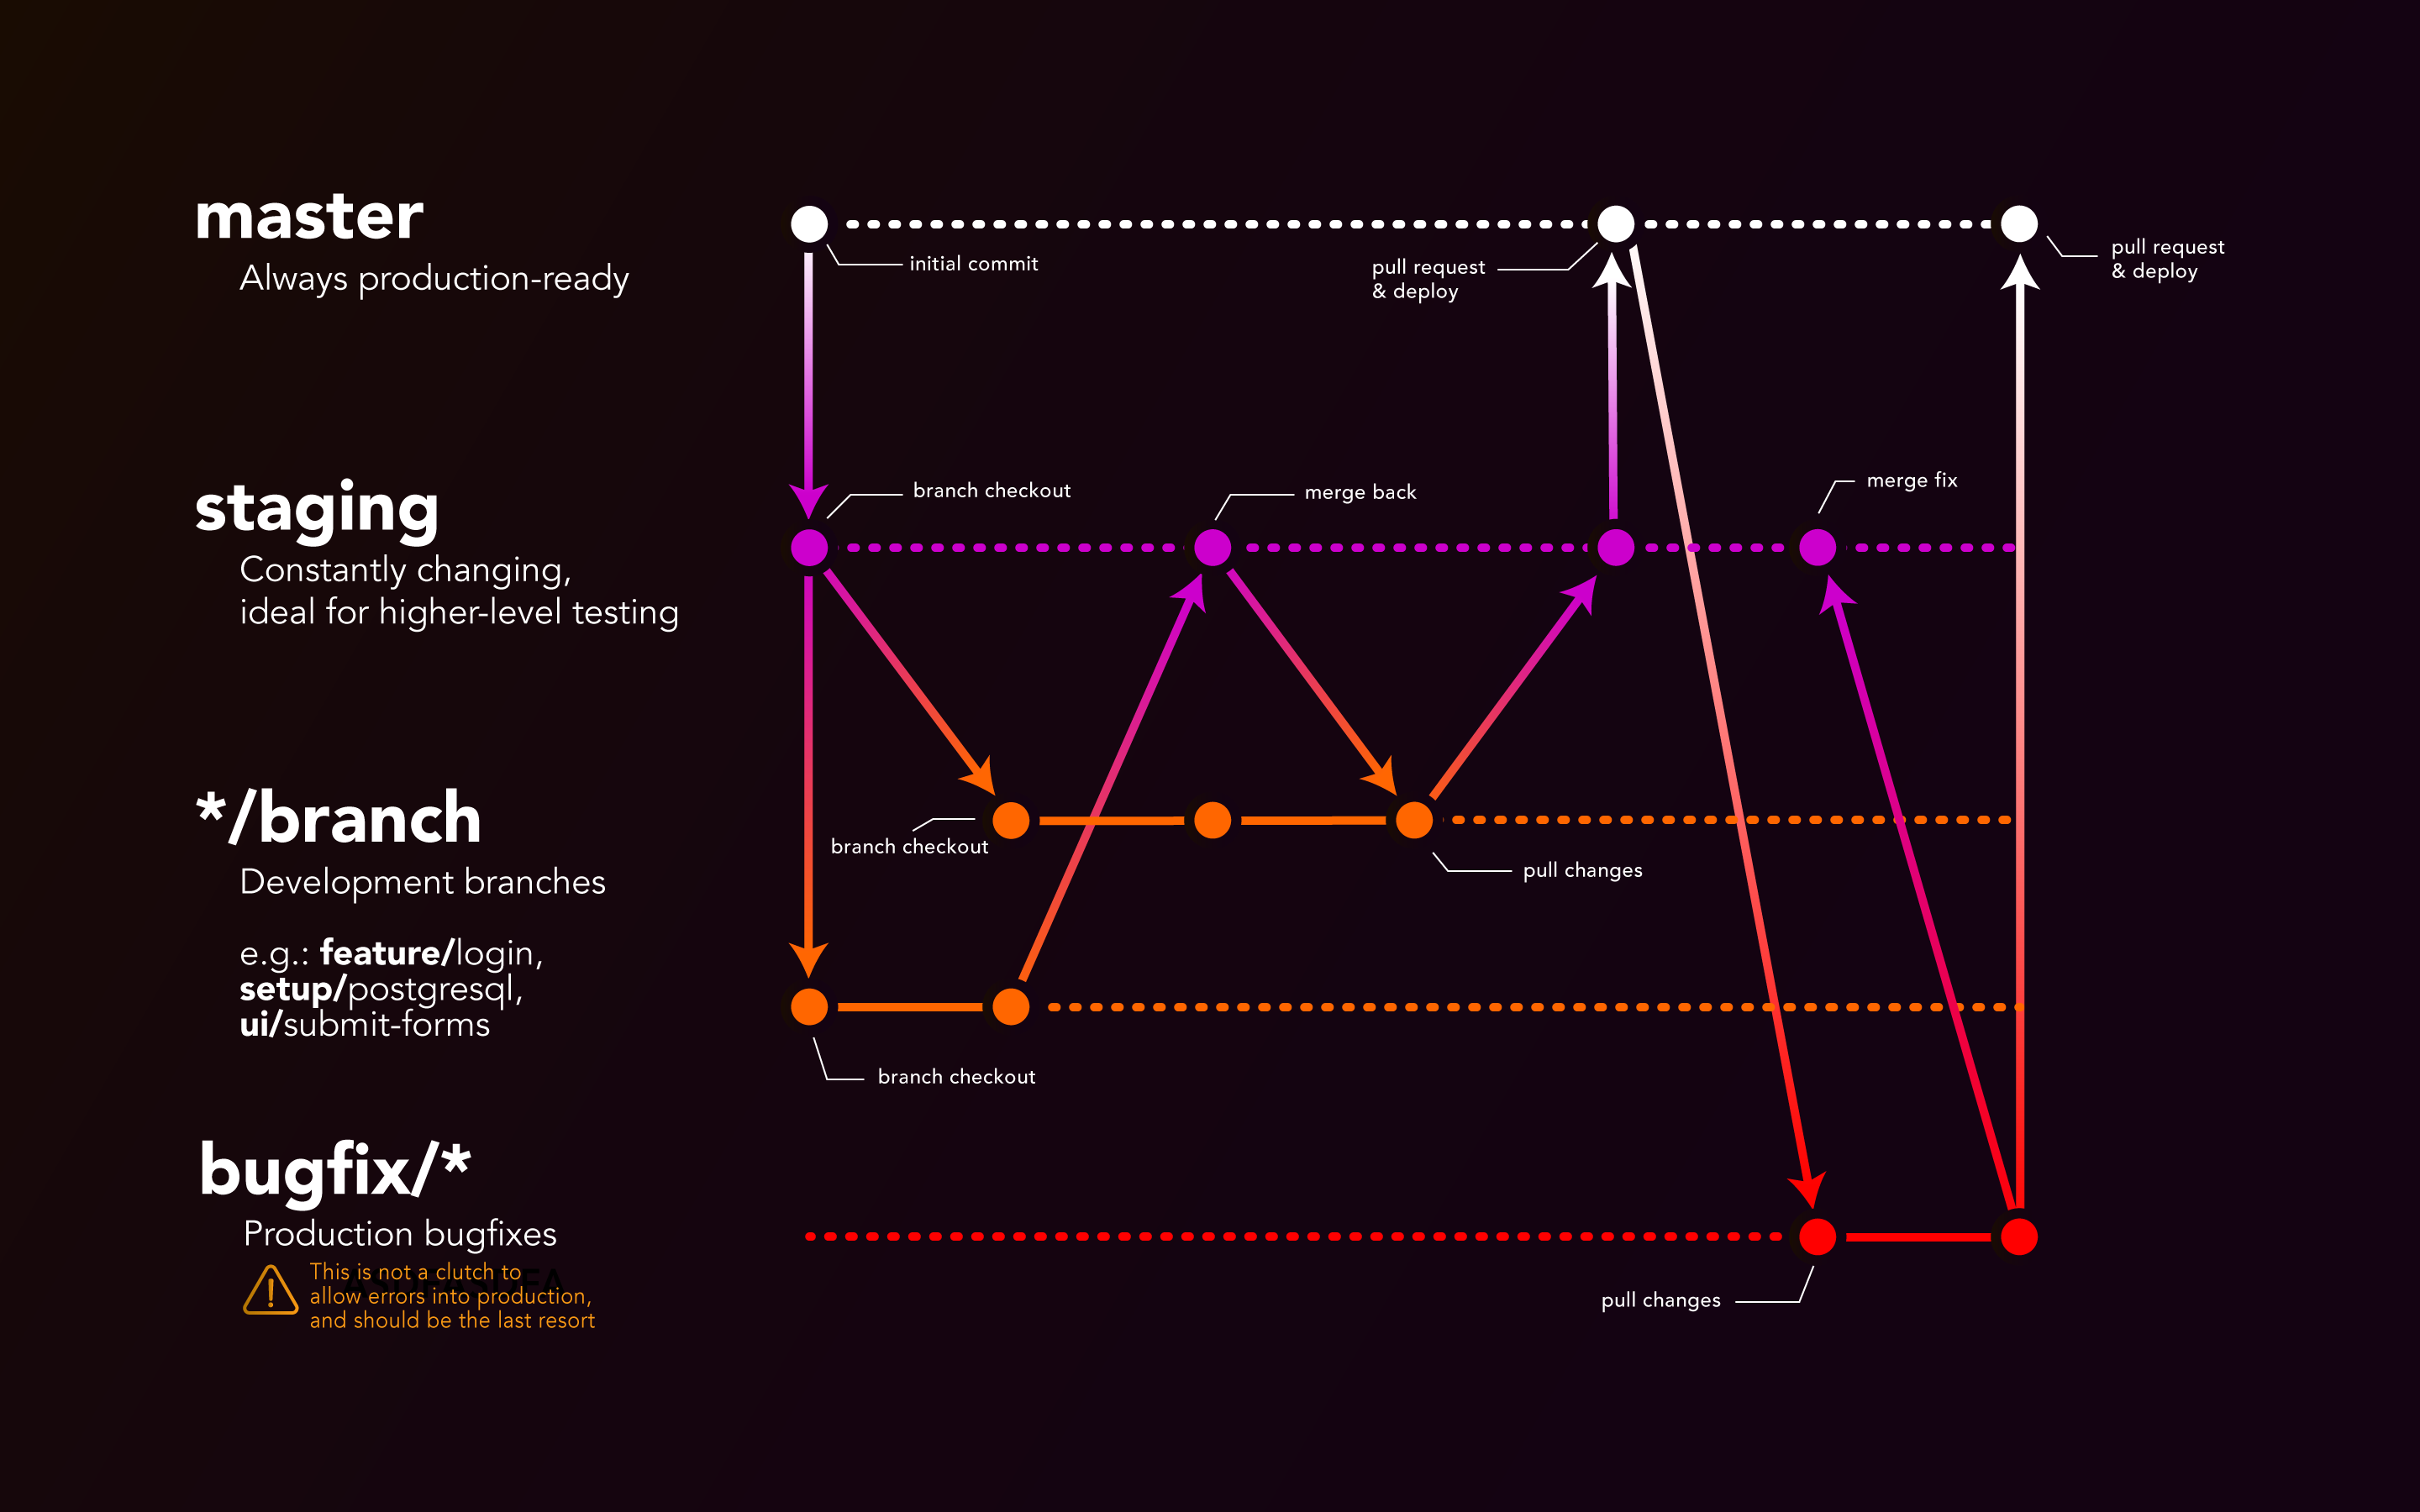 master
Always production-ready
initial commit
pull request
& deploy
pull request
& deploy
staging
Constantly changing,
ideal for higher-level testing
branch checkout
merge back
merge fix
*/branch
Development branches
e.g.: feature/login,
setup/postgresql,
ui/submit-forms
branch checkout
pull changes
branch checkout
bugfix/*
Production bugfixes
This is not a clutch to
allow errors into production,
and should be the last resort
pull changes